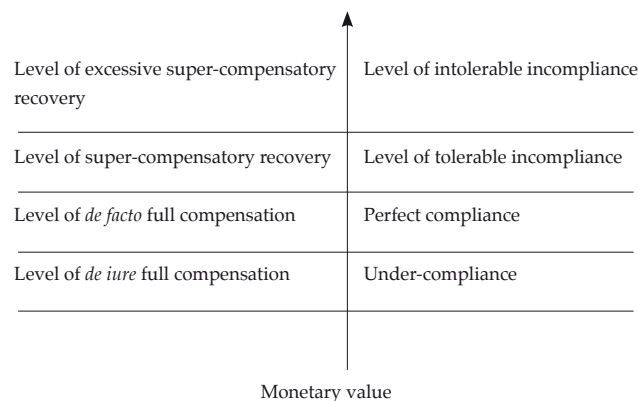 Level of excessive super-compensatory
recovery
Level of intolerable incompliance
Level of super-compensatory recovery
Level of tolerable incompliance
Level of de facto full compensation
Perfect compliance
Level of de iure full compensation
Under-compliance
Monetary value